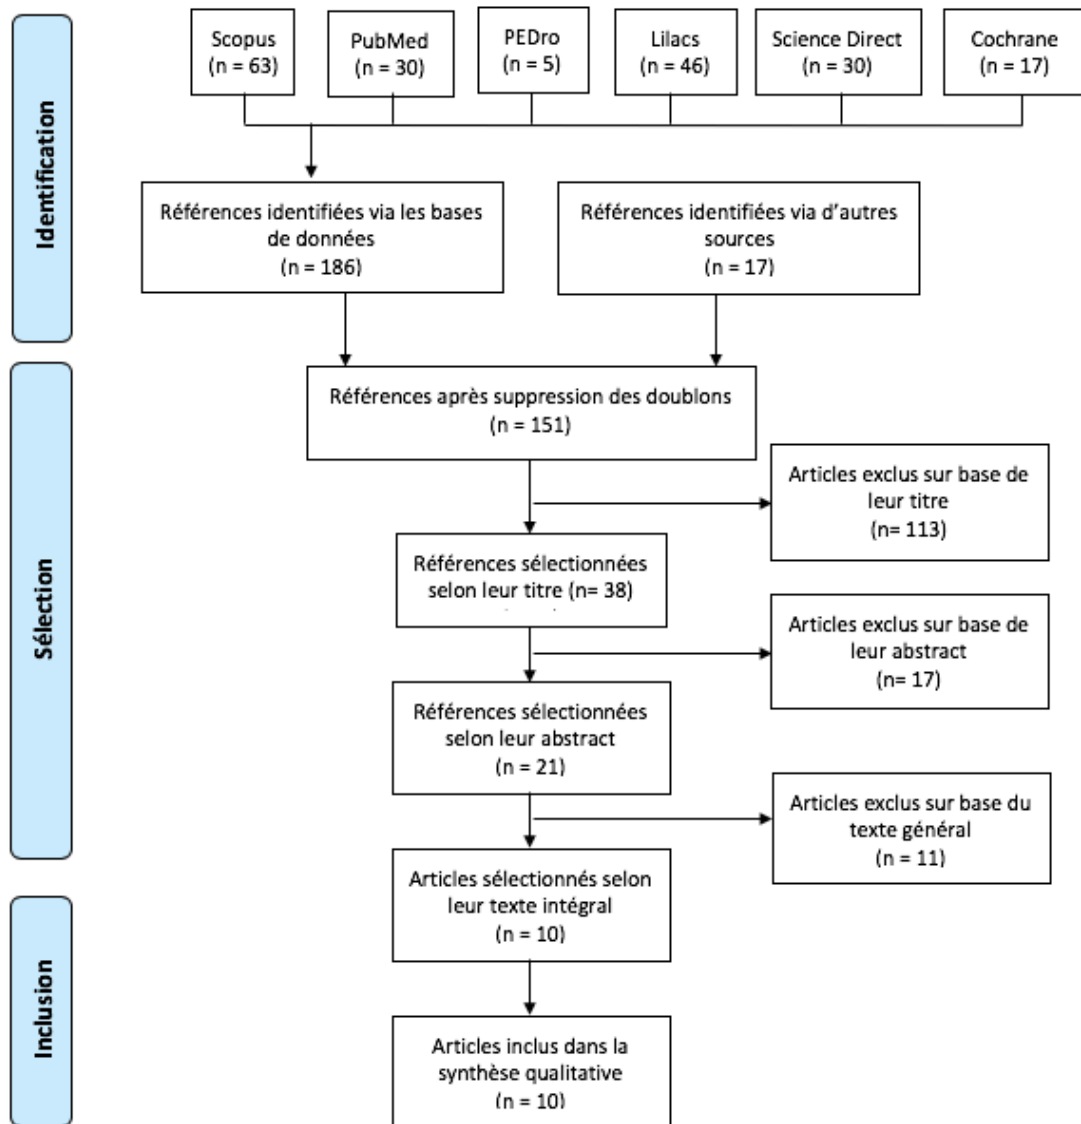 Identification
Scopus
(n = 63)
PubMed
(n = 30)
PEDro
(n = 5)
Lilacs
(n = 46)
Science Direct
(n = 30)
Cochrane
(n = 17)
Références identifiées via les bases
de données
(n = 186)
Références identifiées via d'autres
sources
(n = 17)
Sélection
Références après suppression des doublons
(n = 151)
Articles exclus sur base de
leur titre
(n= 113)
Références sélectionnées
selon leur titre (n= 38)
Articles exclus sur base de
leur abstract
(n= 17)
Références sélectionnées
selon leur abstract
(n = 21)
Articles exclus sur base du
texte général
(n = 11)
Articles sélectionnés selon
leur texte intégral
(n = 10)
Inclusion
Articles inclus dans la
synthèse qualitative
(n = 10)